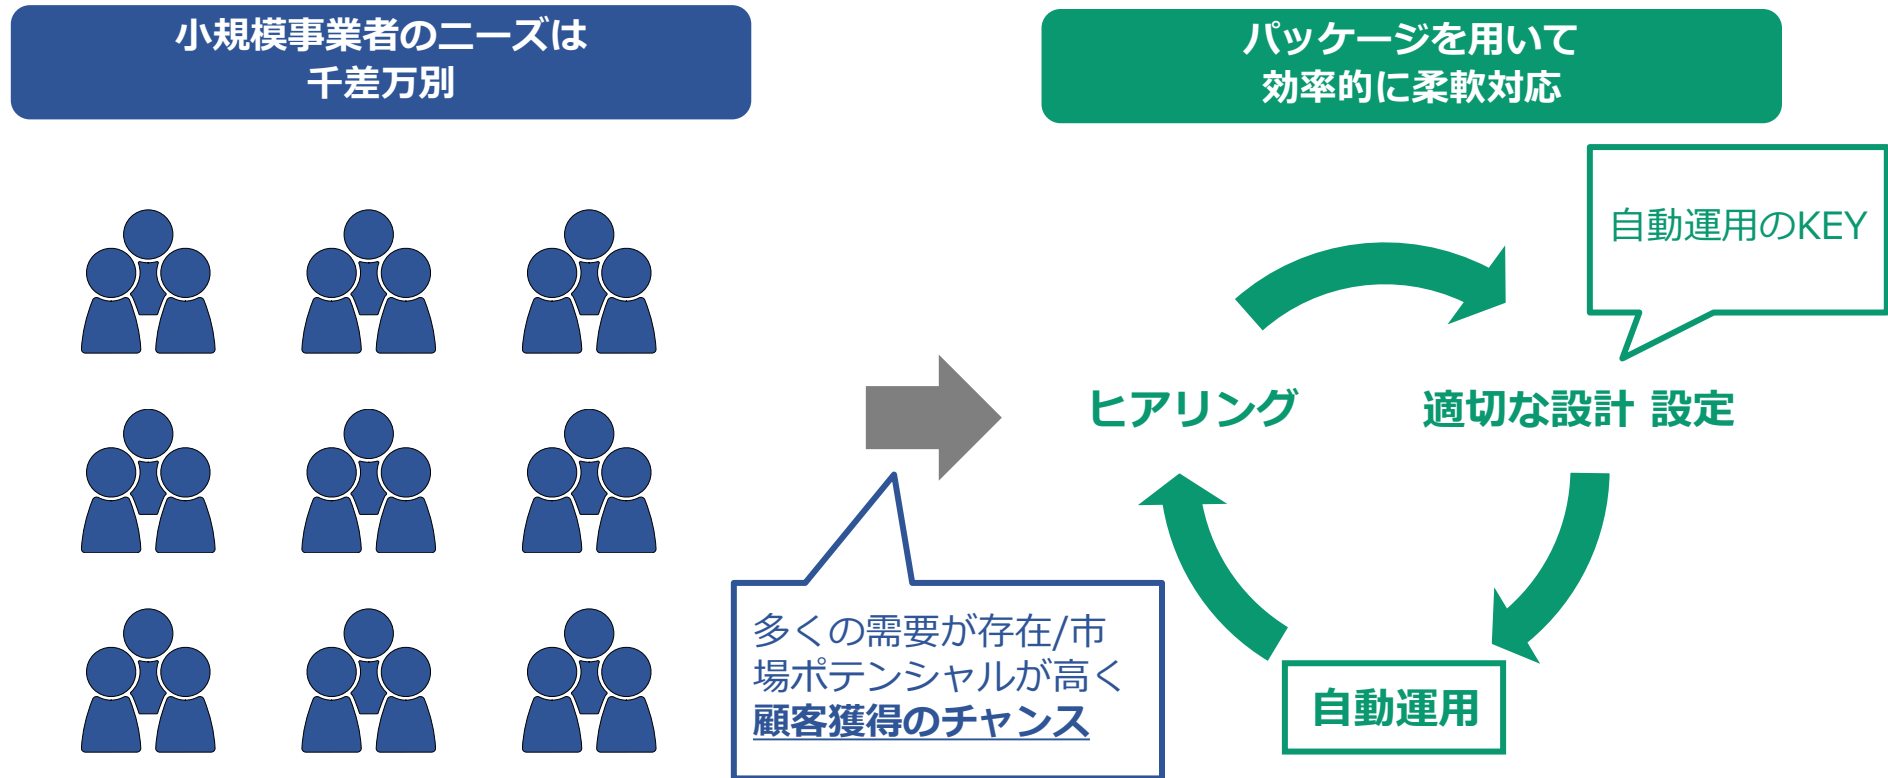 小規模事業者のニーズは
千差万別
パッケージを用いて
効率的に柔軟対応
自動運用のKEY
ヒアリング
適切な設計 設定
自動運用
多くの需要が存在/市
場ポテンシャルが高く
顧客獲得のチャンス